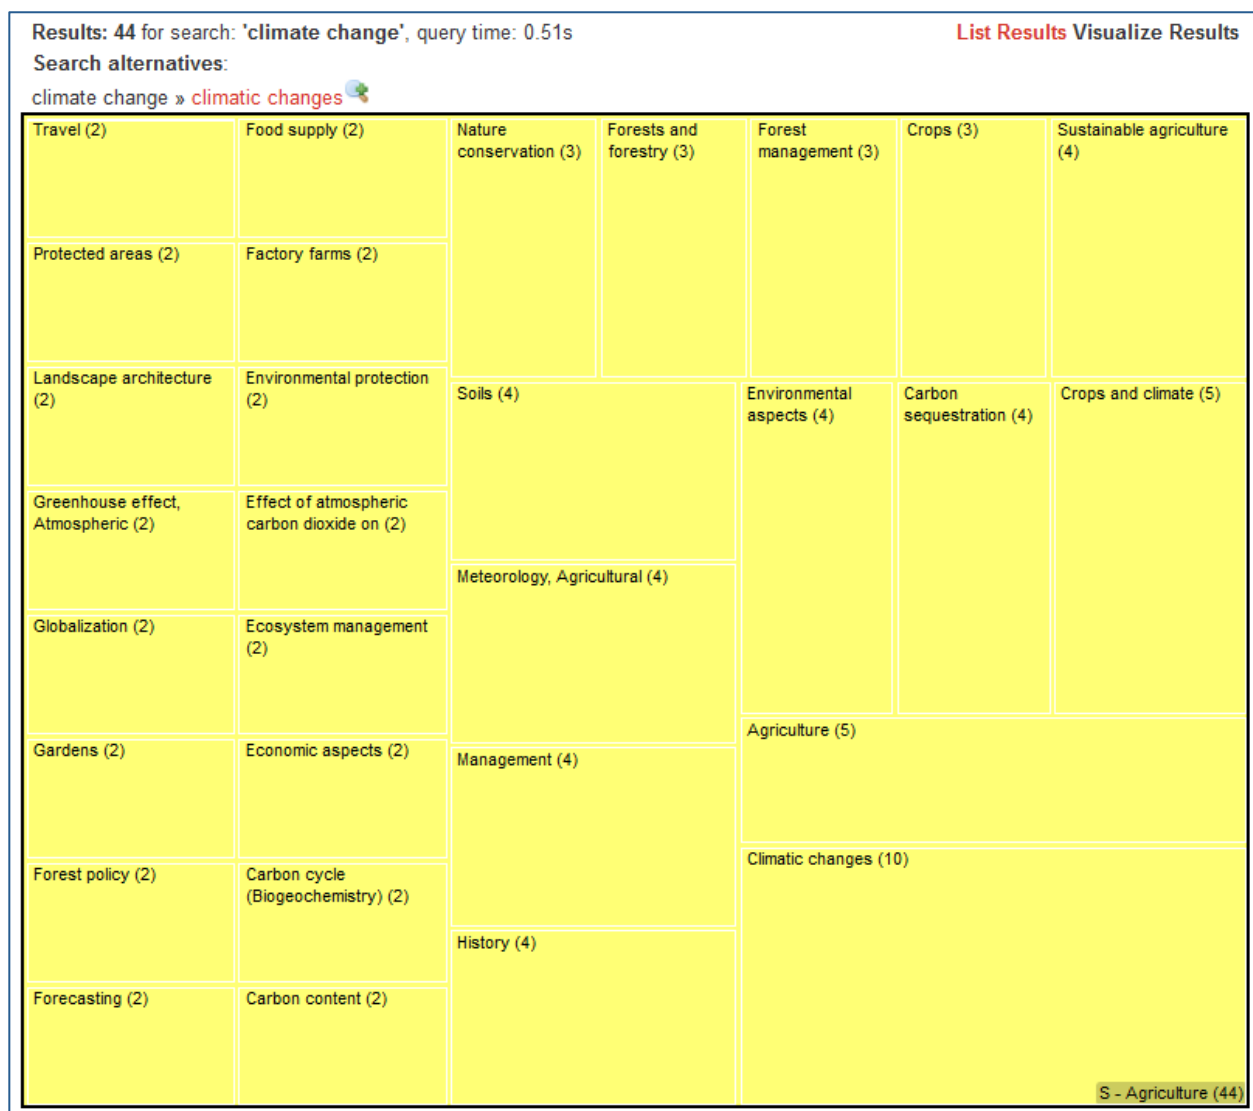 Results: 44 for search: 'climate change', query time: 0.51s
List Results Visualize Results
Search alternatives:
climate change » climatic changes
Travel (2)
Food supply (2)
Nature
conservation (3)
Forests and
forestry (3)
Forest
management (3)
Crops (3)
Sustainable agriculture
(4)
Protected areas (2)
Factory farms (2)
Landscape architecture
(2)
Environmental protection
(2)
Soils (4)
Environmental
aspects (4)
Carbon
sequestration (4)
Crops and climate (5)
Greenhouse effect,
Atmospheric (2)
Effect of atmospheric
carbon dioxide on (2)
Meteorology, Agricultural (4)
Globalization (2)
Ecosystem management
(2)
Agriculture (5)
Gardens (2)
Economic aspects (2)
Management (4)
Climatic changes (10)
Forest policy (2)
Carbon cycle
(Biogeochemistry) (2)
History (4)
Forecasting (2)
Carbon content (2)
S - Agriculture (44)